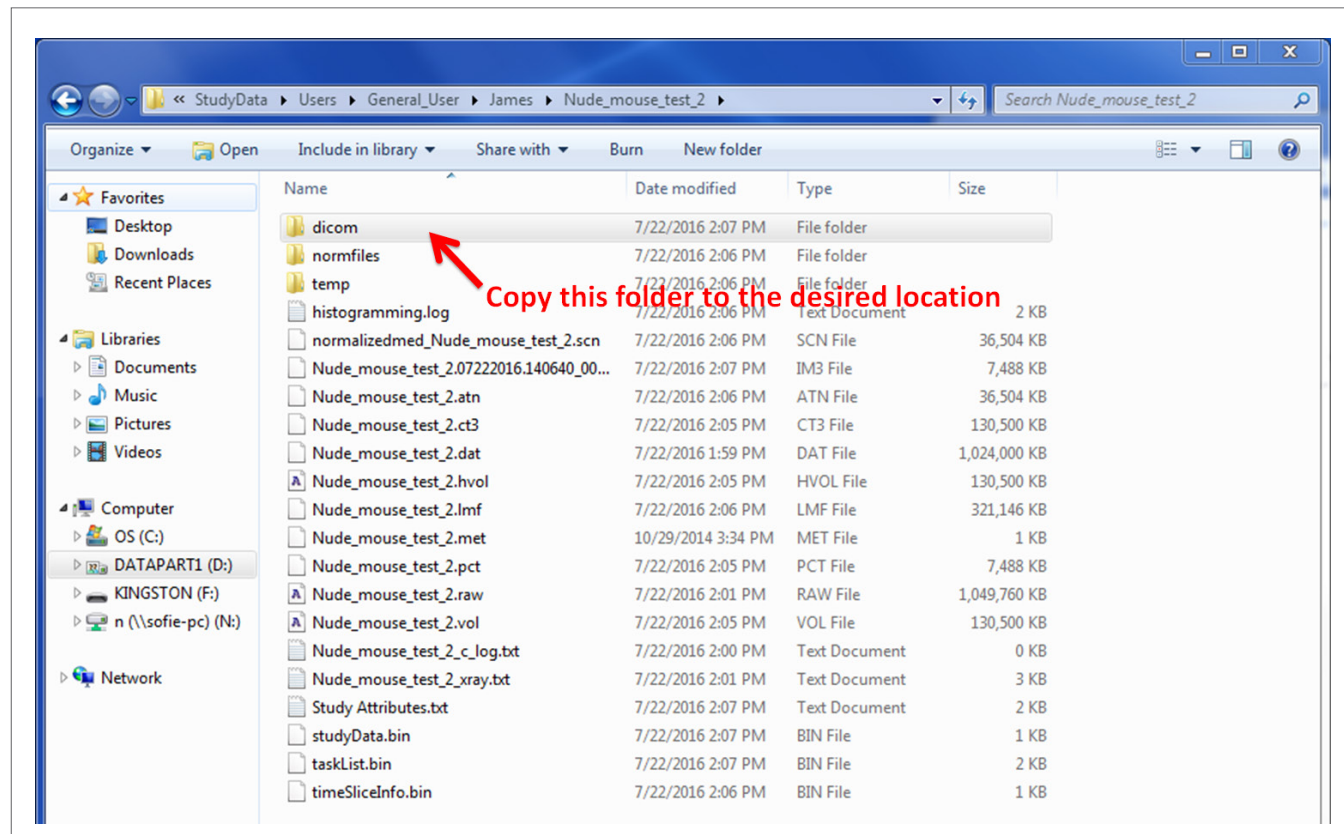 « StudyData ▸ Users ▸ General_User ▸ James ▸ Nude_mouse_test_2 ▸ Search Nude_mouse_test_2
Organize Open Include in library Share with Burn New folder
Favorites
Desktop
Downloads
Recent Places
Libraries
Documents
Music
Pictures
Videos
Computer
OS (C:)
DATAPART1 (D:)
KINGSTON (F:)
n (\\sofie-pc) (N:)
Network
Name Date modified Type Size
dicom 7/22/2016 2:07 PM File folder
normfiles 7/22/2016 2:06 PM File folder
temp 7/22/2016 2:06 PM File folder
Copy this folder to the desired location
histogramming.log 7/22/2016 2:06 PM Text Document 2 KB
normalizedmed_Nude_mouse_test_2.scn 7/22/2016 2:06 PM SCN File 36,504 KB
Nude_mouse_test_2.07222016.140640_00... 7/22/2016 2:07 PM IM3 File 7,488 KB
Nude_mouse_test_2.atn 7/22/2016 2:06 PM ATN File 36,504 KB
Nude_mouse_test_2.ct3 7/22/2016 2:05 PM CT3 File 130,500 KB
Nude_mouse_test_2.dat 7/22/2016 1:59 PM DAT File 1,024,000 KB
Nude_mouse_test_2.hvol 7/22/2016 2:05 PM HVOL File 130,500 KB
Nude_mouse_test_2.lmf 7/22/2016 2:06 PM LMF File 321,146 KB
Nude_mouse_test_2.met 10/29/2014 3:34 PM MET File 1 KB
Nude_mouse_test_2.pct 7/22/2016 2:05 PM PCT File 7,488 KB
Nude_mouse_test_2.raw 7/22/2016 2:01 PM RAW File 1,049,760 KB
Nude_mouse_test_2.vol 7/22/2016 2:05 PM VOL File 130,500 KB
Nude_mouse_test_2_c_log.txt 7/22/2016 2:00 PM Text Document 0 KB
Nude_mouse_test_2_xray.txt 7/22/2016 2:01 PM Text Document 3 KB
Study Attributes.txt 7/22/2016 2:07 PM Text Document 2 KB
studyData.bin 7/22/2016 2:07 PM BIN File 1 KB
taskList.bin 7/22/2016 2:07 PM BIN File 2 KB
timeSliceInfo.bin 7/22/2016 2:06 PM BIN File 1 KB